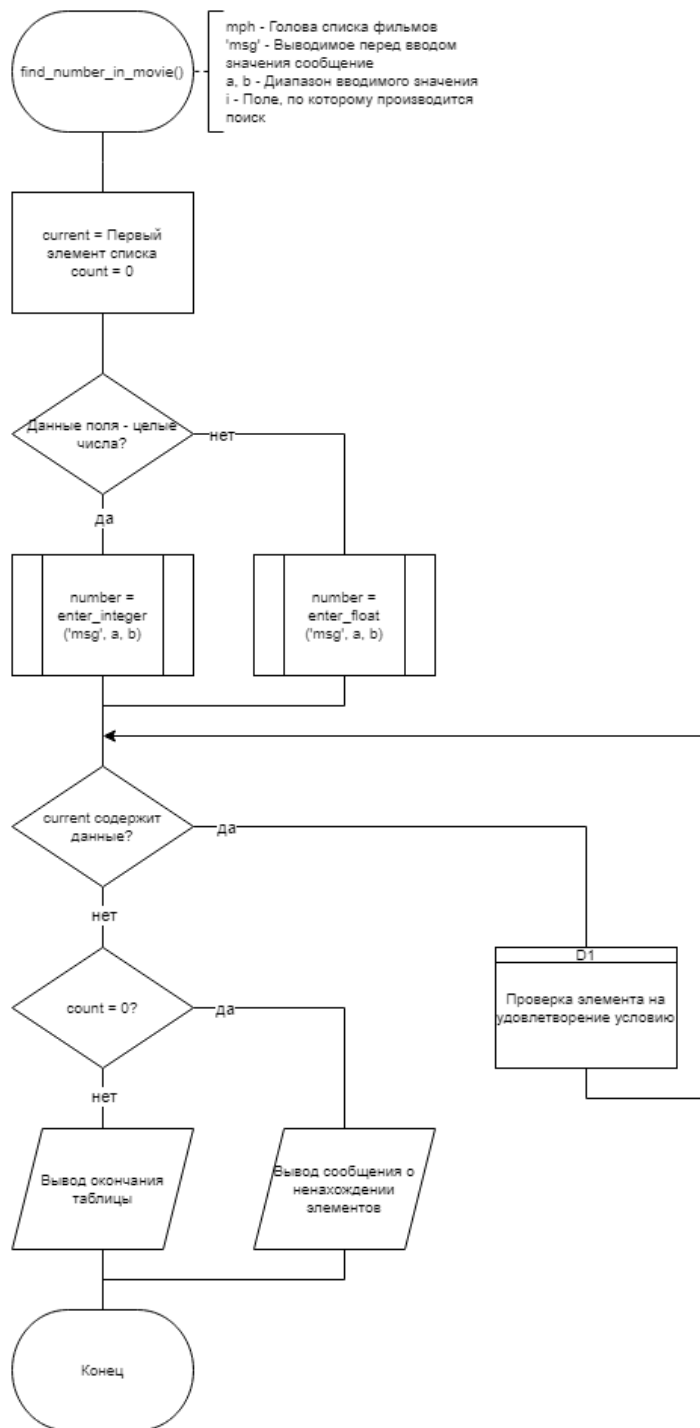 find_number_in_movie()
mph - Голова списка фильмов
'msg' - Выводимое перед вводом
значения сообщение
a, b - Диапазон вводимого значения
i - Поле, по которому производится
поиск
current = Первый
элемент списка
count = 0
Данные поля - целые
числа?
нет
да
number =
enter_integer
('msg', a, b)
number =
enter_float
('msg', a, b)
current содержит
данные?
да
нет
D1
Проверка элемента на
удовлетворение условию
count = 0?
да
нет
Вывод окончания
таблицы
Вывод сообщения о
ненахождении
элементов
Конец